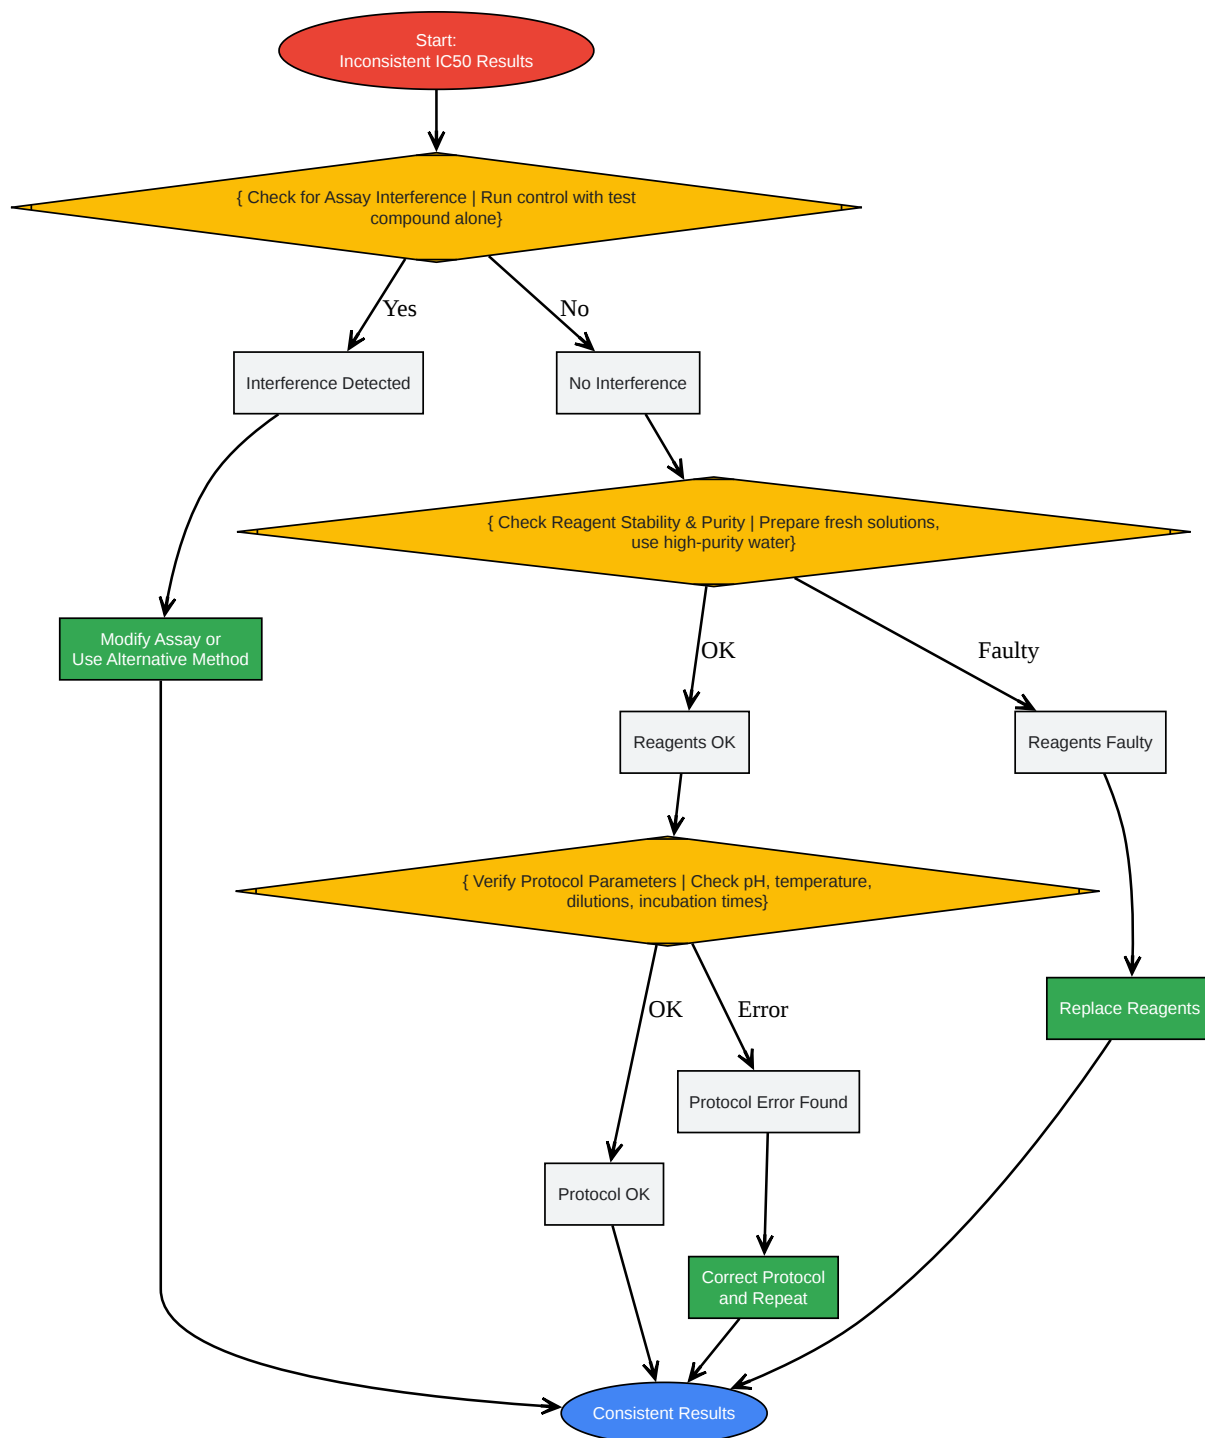 Start:
Inconsistent IC50 Results
{ Check for Assay Interference | Run control with test
compound alone}
Yes
No
Interference Detected
No Interference
{ Check Reagent Stability & Purity | Prepare fresh solutions,
use high-purity water}
Modify Assay or
Use Alternative Method
OK
Faulty
Reagents OK
Reagents Faulty
{ Verify Protocol Parameters | Check pH, temperature,
dilutions, incubation times}
OK
Error
Replace Reagents
Protocol Error Found
Protocol OK
Correct Protocol
and Repeat
Consistent Results